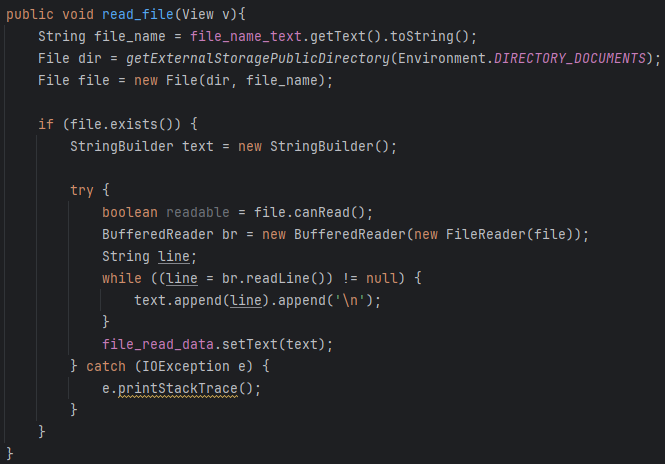 public void read_file(View v){
    String file_name = file_name_text.getText().toString();
    File dir = getExternalStoragePublicDirectory(Environment.DIRECTORY_DOCUMENTS);
    File file = new File(dir, file_name);

    if (file.exists()) {
        StringBuilder text = new StringBuilder();

        try {
            boolean readable = file.canRead();
            BufferedReader br = new BufferedReader(new FileReader(file));
            String line;
            while ((line = br.readLine()) != null) {
                text.append(line).append('\n');
            }
            file_read_data.setText(text);
        } catch (IOException e) {
            e.printStackTrace();
        }
    }
}